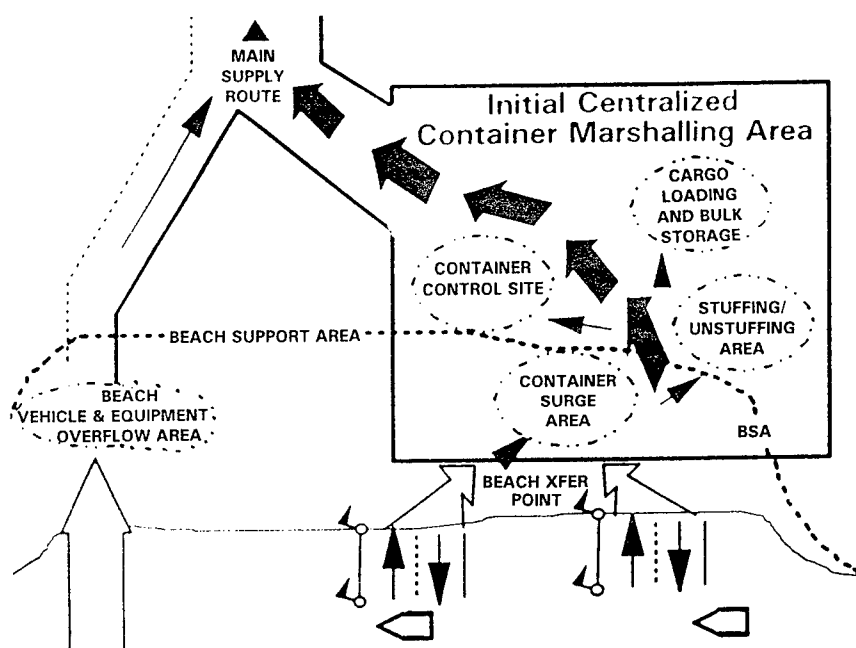 MAIN
SUPPLY
ROUTE
Initial Centralized
Container Marshalling Area
CARGO
LOADING
AND BULK
STORAGE
CONTAINER
CONTROL SITE
STUFFING/
UNSTUFFING
AREA
BEACH SUPPORT AREA
CONTAINER
SURGE
AREA
BEACH
VEHICLE & EQUIPMENT
OVERFLOW AREA
BSA
BEACH XFER
POINT